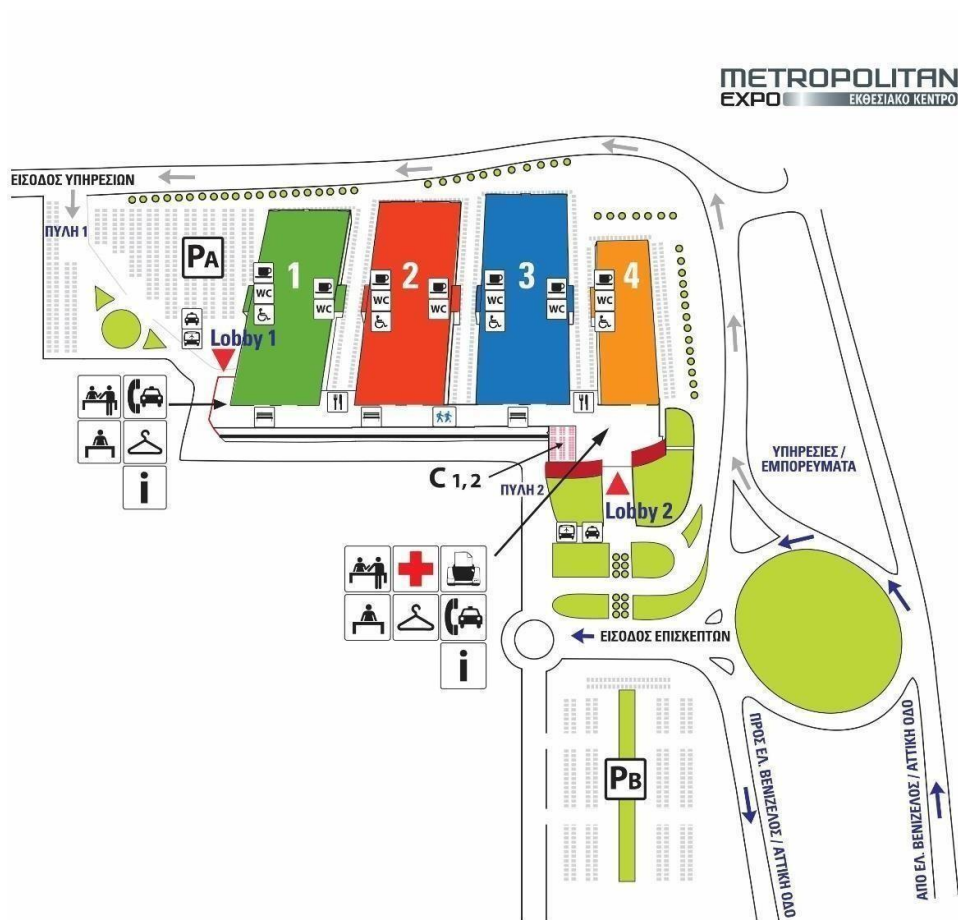 METROPOLITAN
EXPO ΕΚΘΕΣΙΑΚΟ ΚΕΝΤΡΟ
ΕΙΣΟΔΟΣ ΥΠΗΡΕΣΙΩΝ
ΠΥΛΗ 1
PA
1
2
3
4
WC
WC
WC
WC
WC
WC
WC
Lobby 1
i
C 1,2
ΠΥΛΗ 2
Lobby 2
ΥΠΗΡΕΣΙΕΣ /
ΕΜΠΟΡΕΥΜΑΤΑ
i
ΕΙΣΟΔΟΣ ΕΠΙΣΚΕΠΤΩΝ
PB
ΠΡΟΣ ΕΛ. ΒΕΝΙΖΕΛΟΣ / ΑΤΤΙΚΗ ΟΔΟ
ΑΠΟ ΕΛ. ΒΕΝΙΖΕΛΟΣ / ΑΤΤΙΚΗ ΟΔΟ